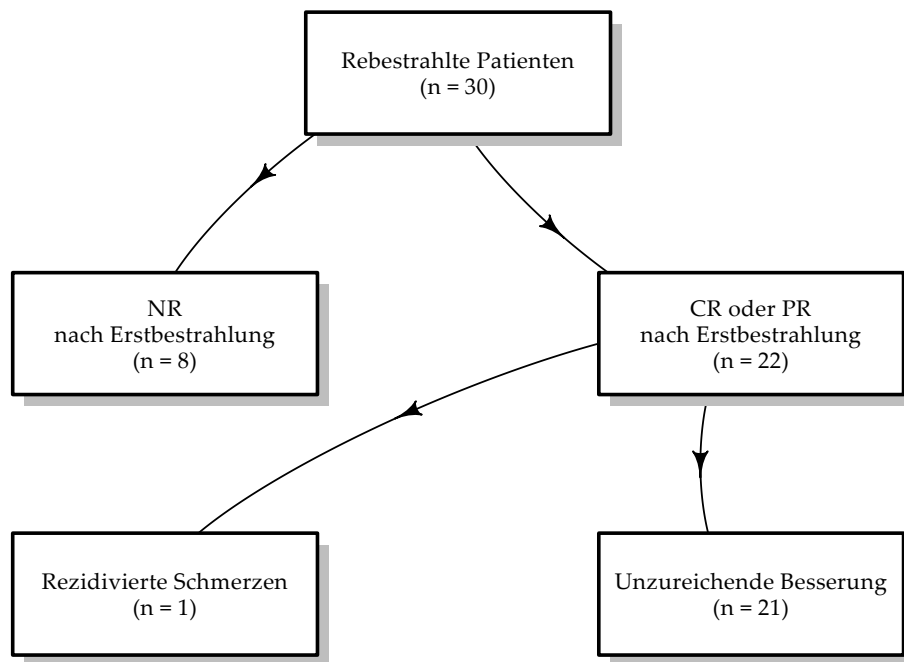 Rebestrahlte Patienten
(n = 30)
NR
nach Erstbestrahlung
(n = 8)
CR oder PR
nach Erstbestrahlung
(n = 22)
Rezidivierte Schmerzen
(n = 1)
Unzureichende Besserung
(n = 21)